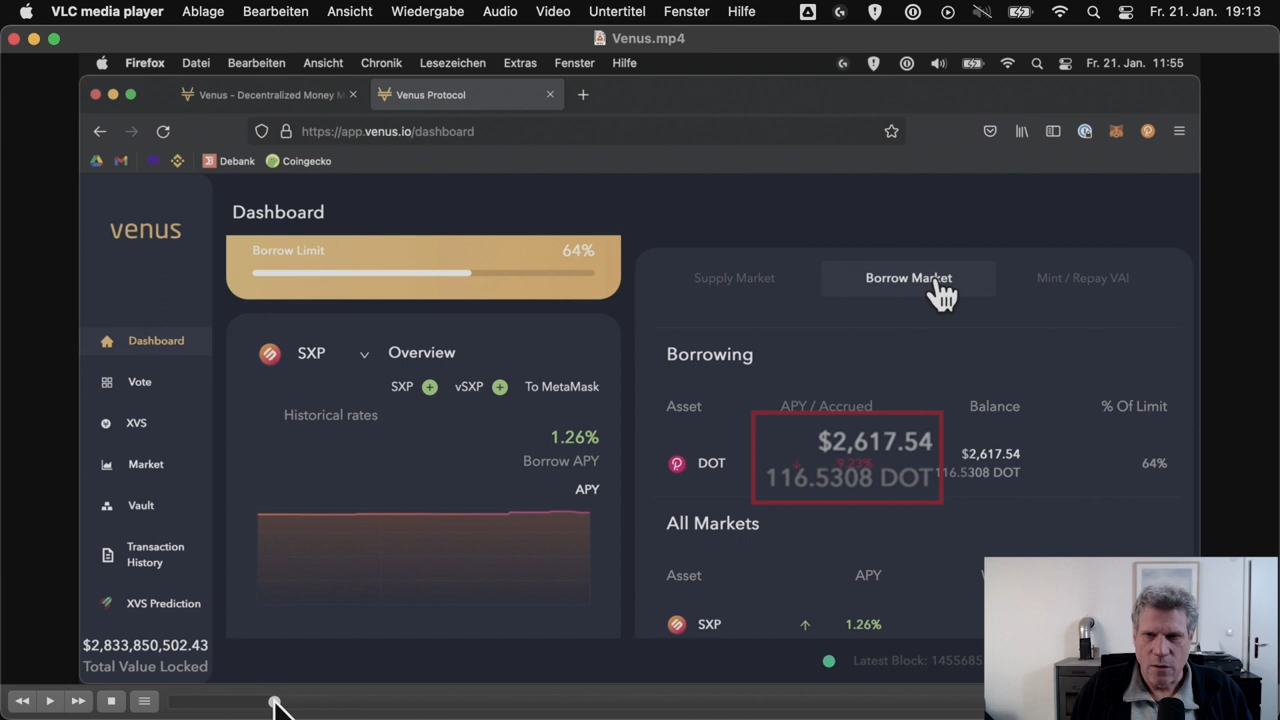 VLC media player Ablage Bearbeiten Ansicht Wiedergabe Audio Video Untertitel Fenster Hilfe Fr. 21. Jan. 19:13
Venus.mp4
Firefox Datei Bearbeiten Ansicht Chronik Lesezeichen Extras Fenster Hilfe Fr. 21. Jan. 11:55
Venus - Decentralized Money M Venus Protocol
https://app.venus.io/dashboard
Debank Coingecko
venus
Dashboard
Borrow Limit 64%
Supply Market Borrow Market Mint / Repay VAI
Dashboard
SXP Overview
Borrowing
Vote
SXP vSXP To MetaMask
Asset APY / Accrued Balance % Of Limit
Historical rates
XVS
1.26%
$2,617.54
$2,617.54
Borrow APY
Market
DOT 9.23% 64%
116.5308 DOT
116.5308 DOT
APY
Vault
All Markets
Transaction
History
Asset APY
XVS Prediction
SXP 1.26%
$2,833,850,502.43
Total Value Locked
Latest Block: 1455685